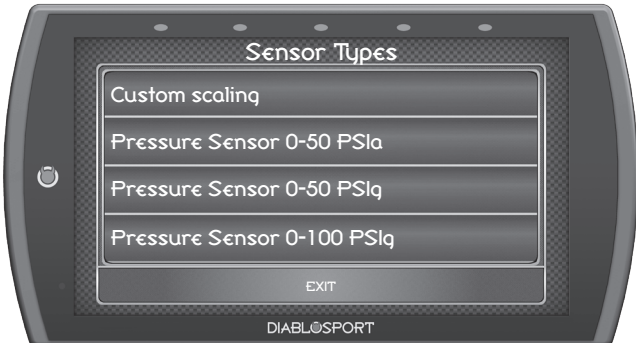 Sensor Types
Custom scaling
Pressure Sensor 0-50 PSIa
Pressure Sensor 0-50 PSIg
Pressure Sensor 0-100 PSIg
EXIT
DIABLOSPORT